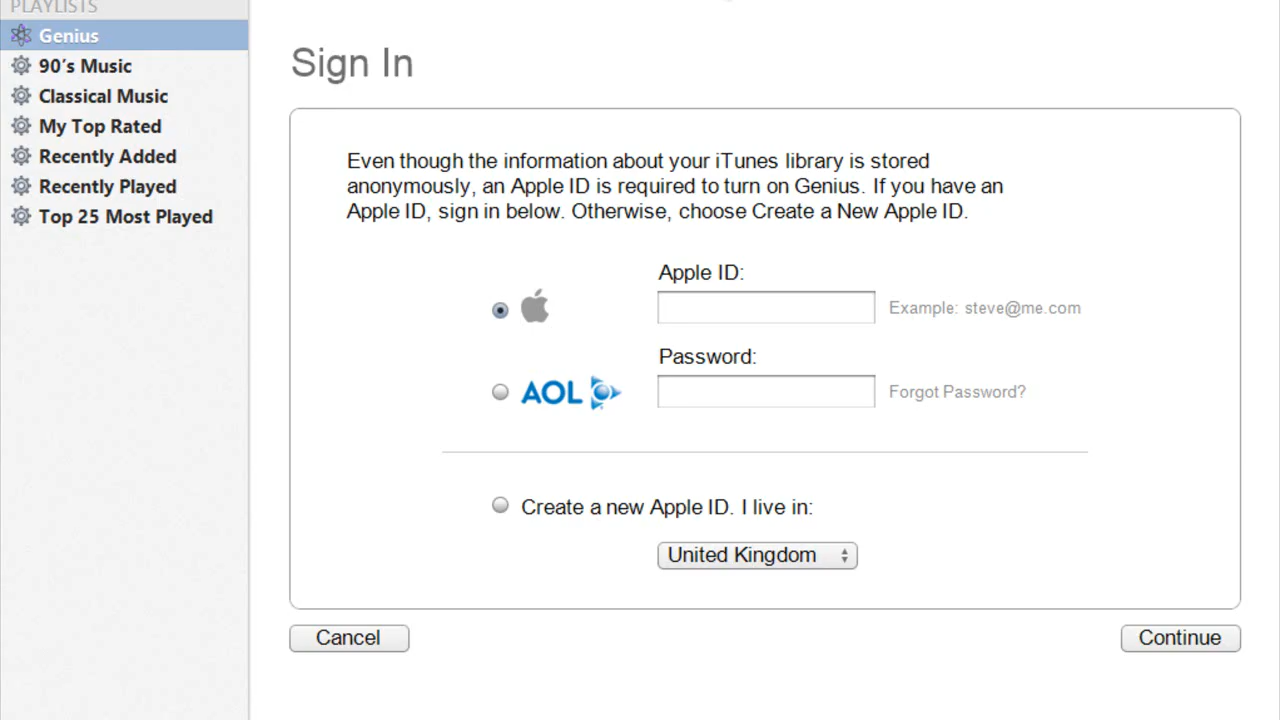 PLAYLISTS
Genius
90's Music
Classical Music
My Top Rated
Recently Added
Recently Played
Top 25 Most Played
Sign In
Even though the information about your iTunes library is stored
anonymously, an Apple ID is required to turn on Genius. If you have an
Apple ID, sign in below. Otherwise, choose Create a New Apple ID.
Apple ID:
Example: steve@me.com
Password:
AOL
Forgot Password?
Create a new Apple ID. I live in:
United Kingdom
Cancel
Continue